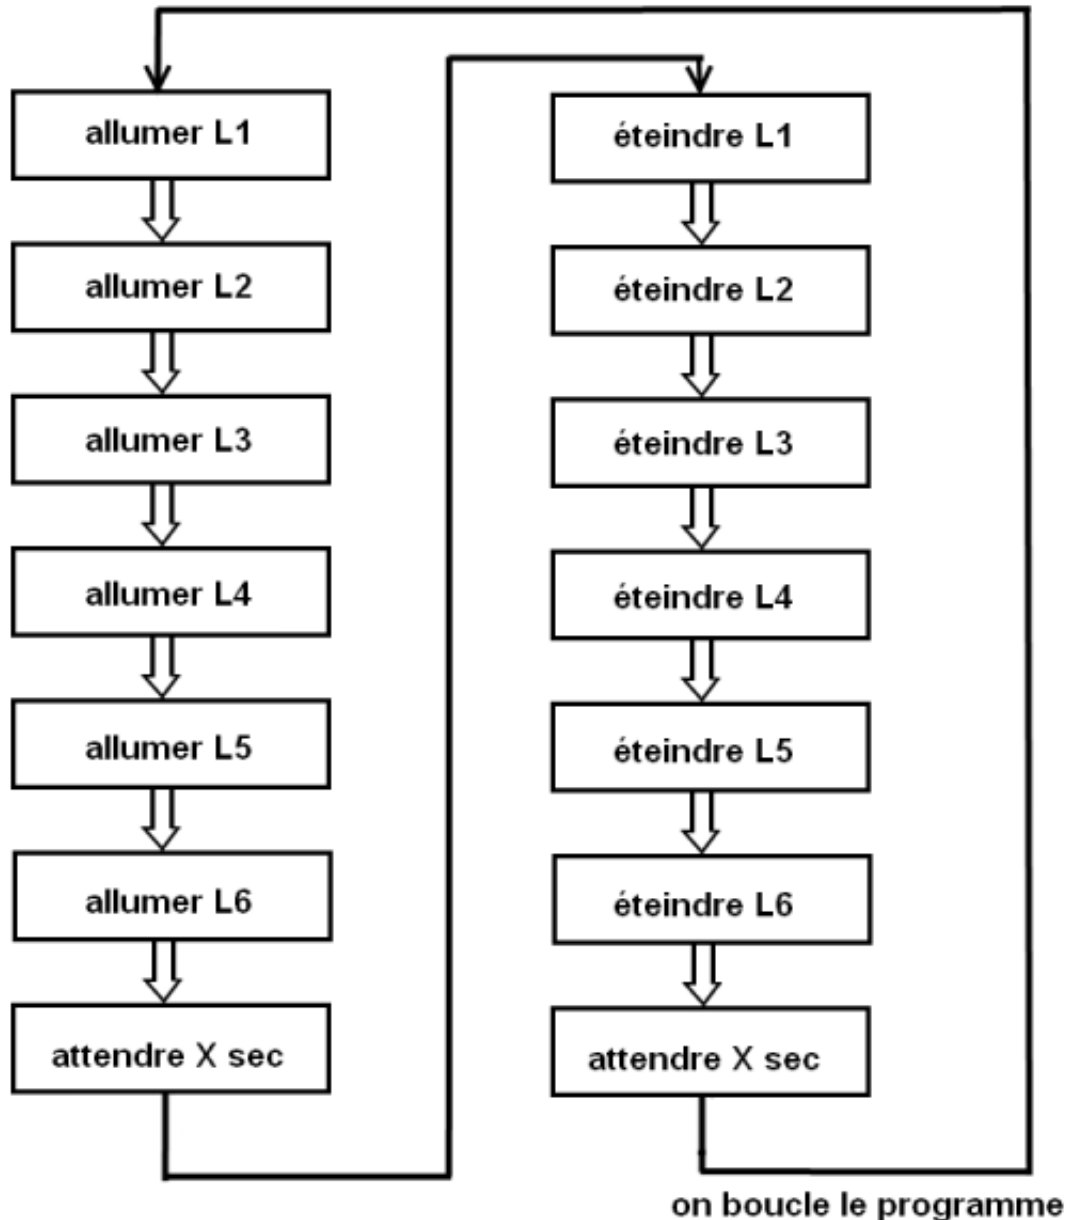 allumer L1
allumer L2
allumer L3
allumer L4
allumer L5
allumer L6
attendre X sec
éteindre L1
éteindre L2
éteindre L3
éteindre L4
éteindre L5
éteindre L6
attendre X sec
on boucle le programme